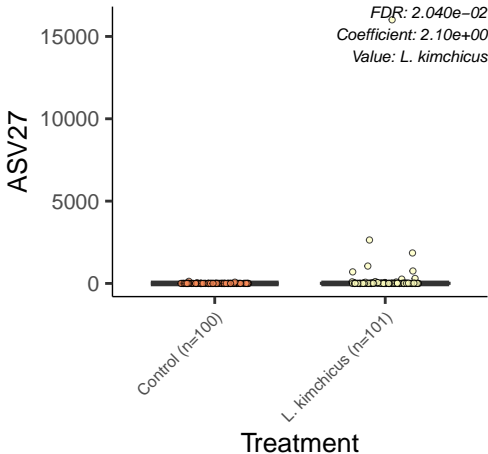 FDR: 2.040e−02
Coefficient: 2.10e+00
Value: L. kimchicus
15000
10000
5000
0
ASV27
Control (n=100)
L. kimchicus (n=101)
Treatment